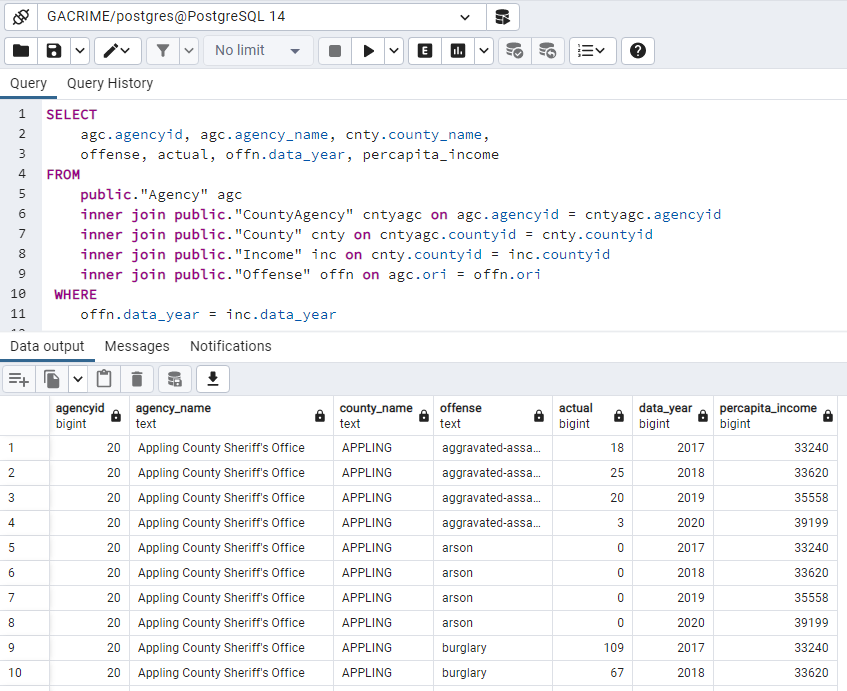 GACRIME/postgres@PostgreSQL 14
No limit E
Query Query History
1 SELECT
2 agc.agencyid, agc.agency_name, cnty.county_name,
3 offense, actual, offn.data_year, percapita_income
4 FROM
5 public."Agency" agc
6 inner join public."CountyAgency" cntyagc on agc.agencyid = cntyagc.agencyid
7 inner join public."County" cnty on cntyagc.countyid = cnty.countyid
8 inner join public."Income" inc on cnty.countyid = inc.countyid
9 inner join public."Offense" offn on agc.ori = offn.ori
10 WHERE
11 offn.data_year = inc.data_year
Data output Messages Notifications
agencyid agency_name county_name offense actual data_year percapita_income
bigint text text text bigint bigint bigint
1 20 Appling County Sheriff's Office APPLING aggravated-assa... 18 2017 33240
2 20 Appling County Sheriff's Office APPLING aggravated-assa... 25 2018 33620
3 20 Appling County Sheriff's Office APPLING aggravated-assa... 20 2019 35558
4 20 Appling County Sheriff's Office APPLING aggravated-assa... 3 2020 39199
5 20 Appling County Sheriff's Office APPLING arson 0 2017 33240
6 20 Appling County Sheriff's Office APPLING arson 0 2018 33620
7 20 Appling County Sheriff's Office APPLING arson 0 2019 35558
8 20 Appling County Sheriff's Office APPLING arson 0 2020 39199
9 20 Appling County Sheriff's Office APPLING burglary 109 2017 33240
10 20 Appling County Sheriff's Office APPLING burglary 67 2018 33620